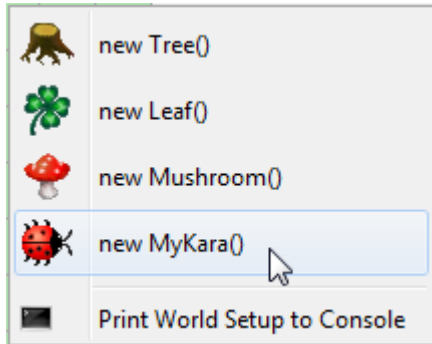 new Tree()
new Leaf()
new Mushroom()
new MyKara()
Print World Setup to Console